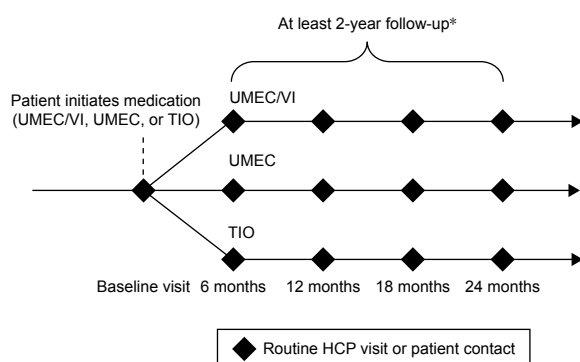 At least 2-year follow-up*
Patient initiates medication
(UMEC/VI, UMEC, or TIO)
UMEC/VI
UMEC
TIO
Baseline visit 6 months 12 months 18 months 24 months
Routine HCP visit or patient contact